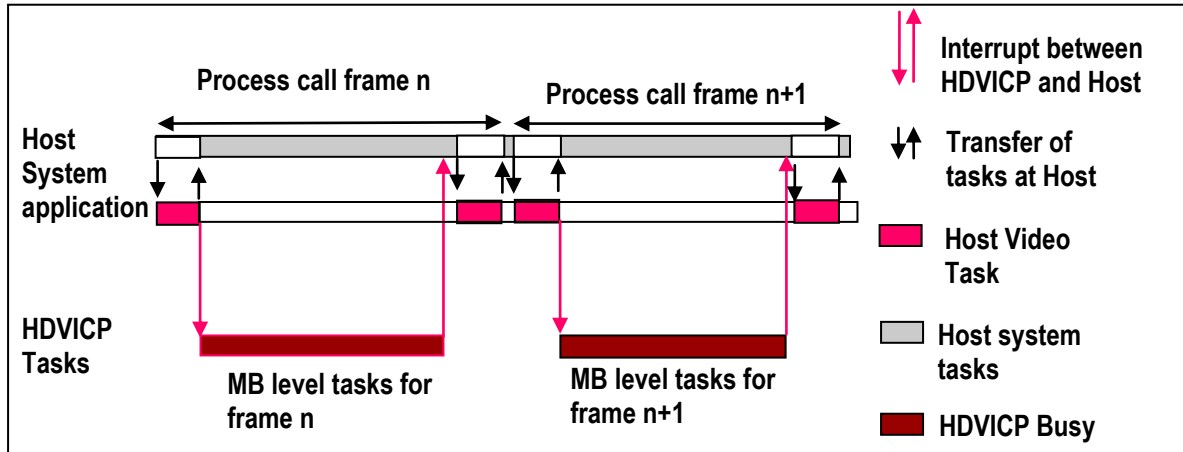 Process call frame n
Process call frame n+1
Host
System
application
HDVICP
Tasks
MB level tasks for
frame n
MB level tasks for
frame n+1
Interrupt between
HDVICP and Host
Transfer of
tasks at Host
Host Video
Task
Host system
tasks
HDVICP Busy